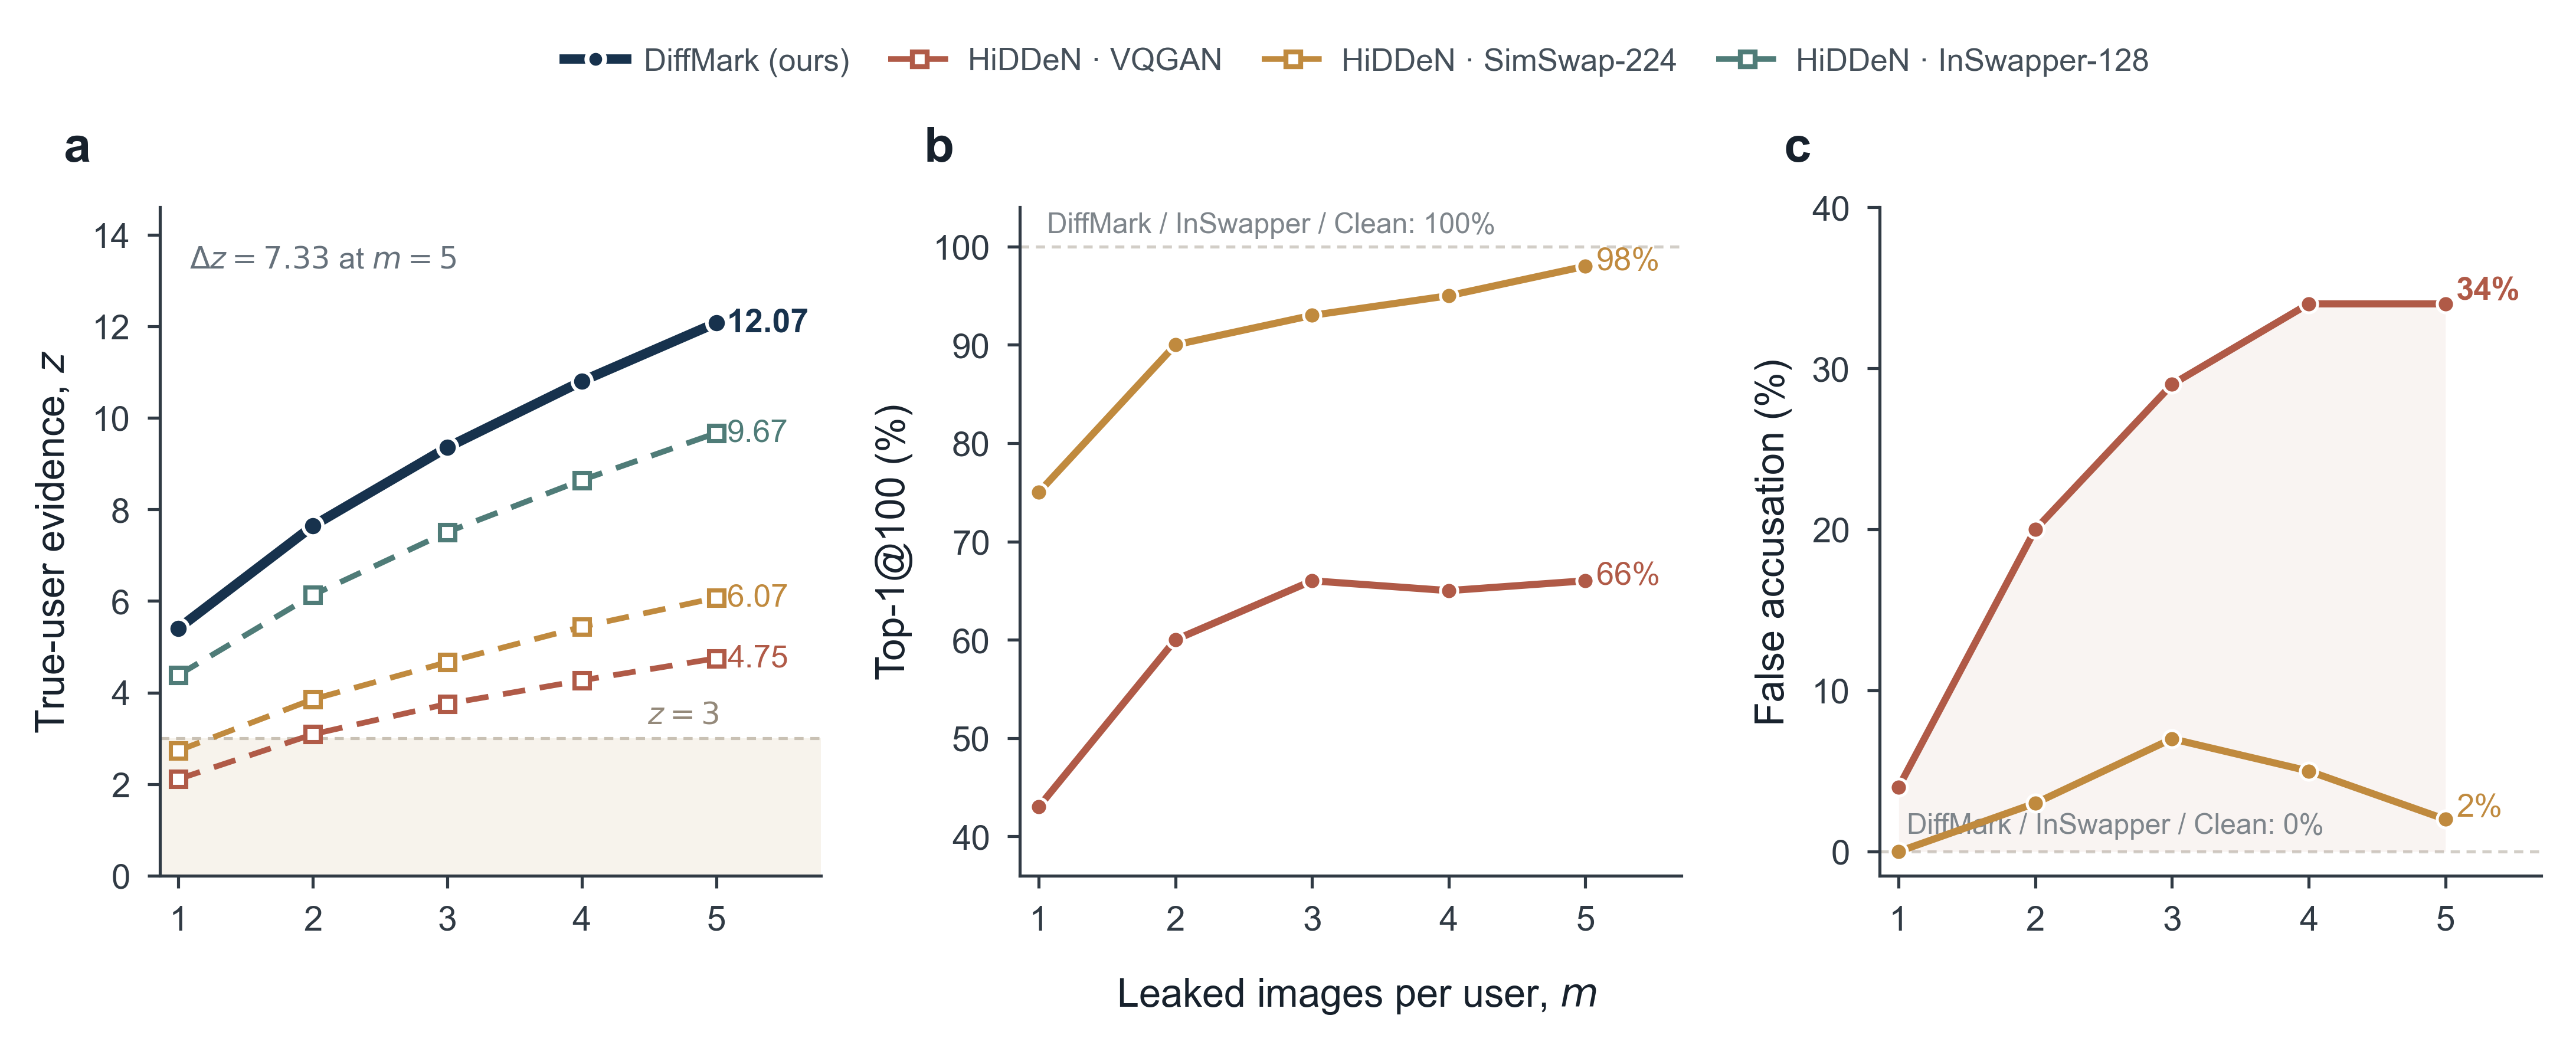 DiffMark (ours) HiDDeN · VQGAN HiDDeN · SimSwap-224 HiDDeN · InSwapper-128
a
True-user evidence, z
14
12
10
8
6
4
2
0
Δz = 7.33 at m = 5
12.07
9.67
6.07
4.75
z = 3
1 2 3 4 5
b
Top-1@100 (%)
100
90
80
70
60
50
40
DiffMark / InSwapper / Clean: 100%
98%
66%
1 2 3 4 5
c
False accusation (%)
40
30
20
10
0
34%
2%
DiffMark / InSwapper / Clean: 0%
1 2 3 4 5
Leaked images per user, m